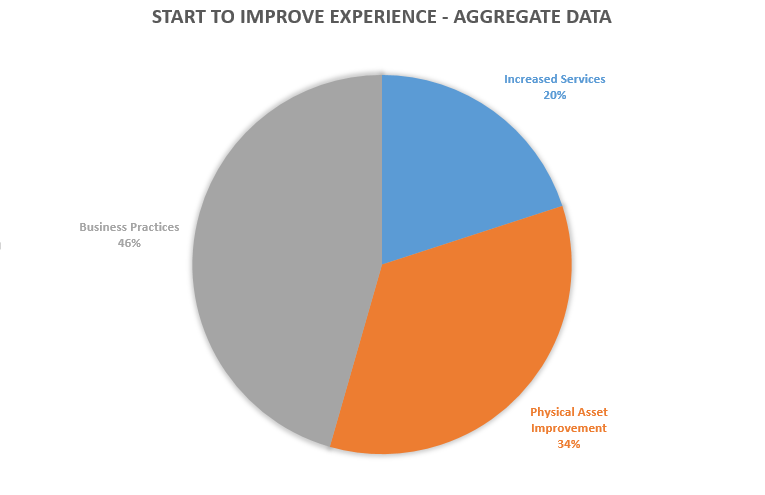 START TO IMPROVE EXPERIENCE - AGGREGATE DATA
Increased Services
20%
Business Practices
46%
Physical Asset
Improvement
34%